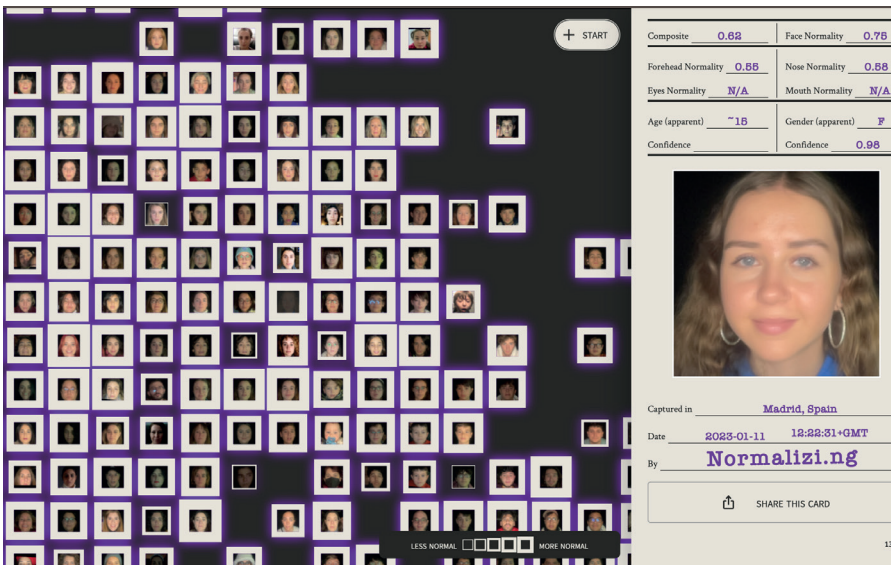 + START
Composite 0.62 Face Normality 0.75
Forehead Normality 0.55 Nose Normality 0.58
Eyes Normality N/A Mouth Normality N/A
Age (apparent) ~15 Gender (apparent) F
Confidence Confidence 0.98
Captured in Madrid, Spain
Date 2023-01-11 12:22:31+GMT
By Normalizi.ng
SHARE THIS CARD
LESS NORMAL MORE NORMAL